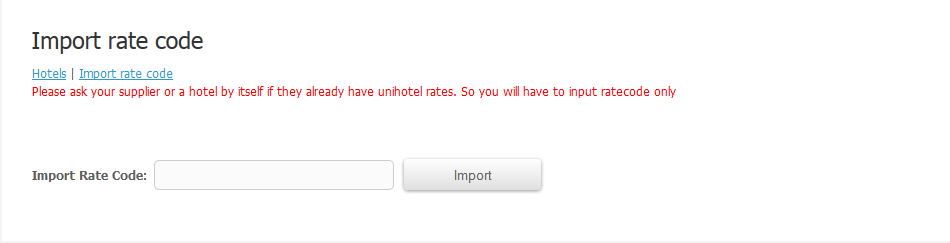 Import rate code
Hotels | Import rate code
Please ask your supplier or a hotel by itself if they already have unihotel rates. So you will have to input ratecode only
Import Rate Code: Import